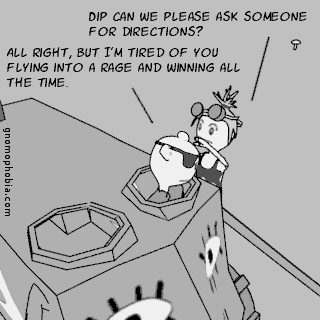 DIP CAN WE PLEASE ASK SOMEONE
FOR DIRECTIONS?
ALL RIGHT, BUT I'M TIRED OF YOU
FLYING INTO A RAGE AND WINNING ALL
THE TIME.
gnomophobia.com